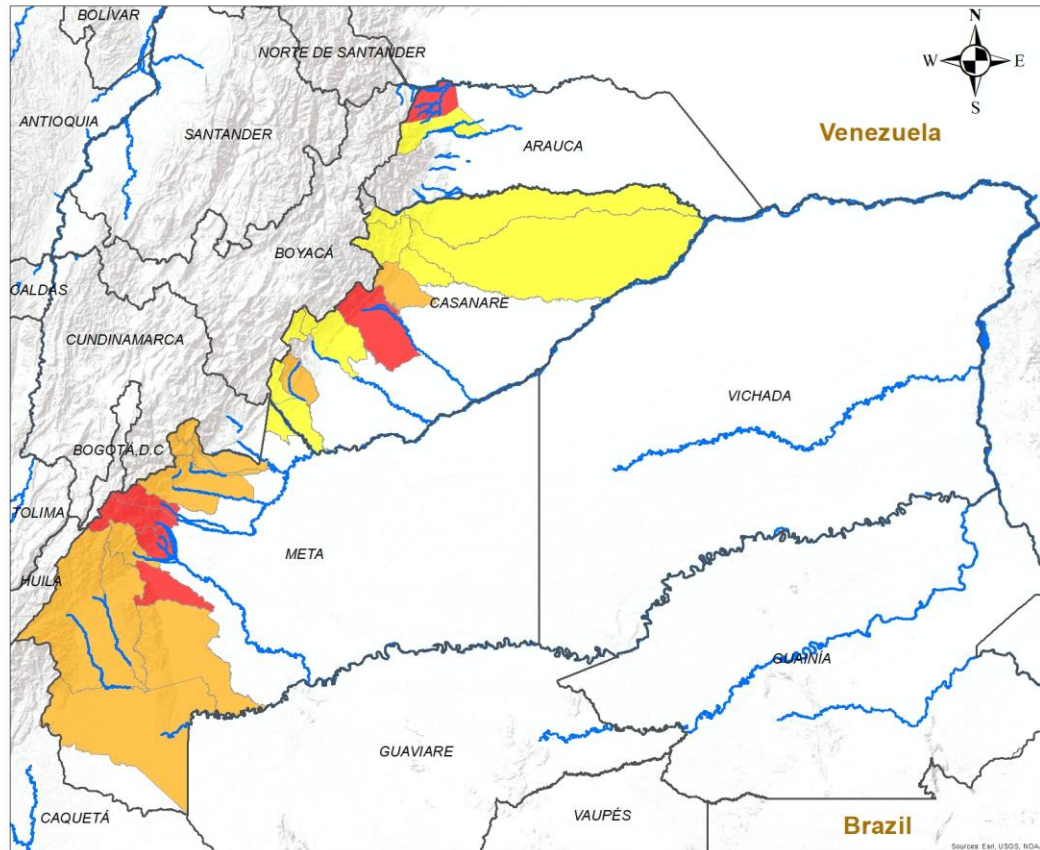 BOLÍVAR
N
NORTE DE SANTANDER
W
E
S
ANTIOQUIA
SANTANDER
ARAUCA
Venezuela
BOYACÁ
CALDAS
CASANARE
CUNDINAMARCA
VICHADA
BOGOTÁ,D.C
TOLIMA
META
HUILA
GUAINÍA
GUAVIARE
CAQUETÁ
VAUPÉS
Brazil
Sources: Esri, USGS, NOAA